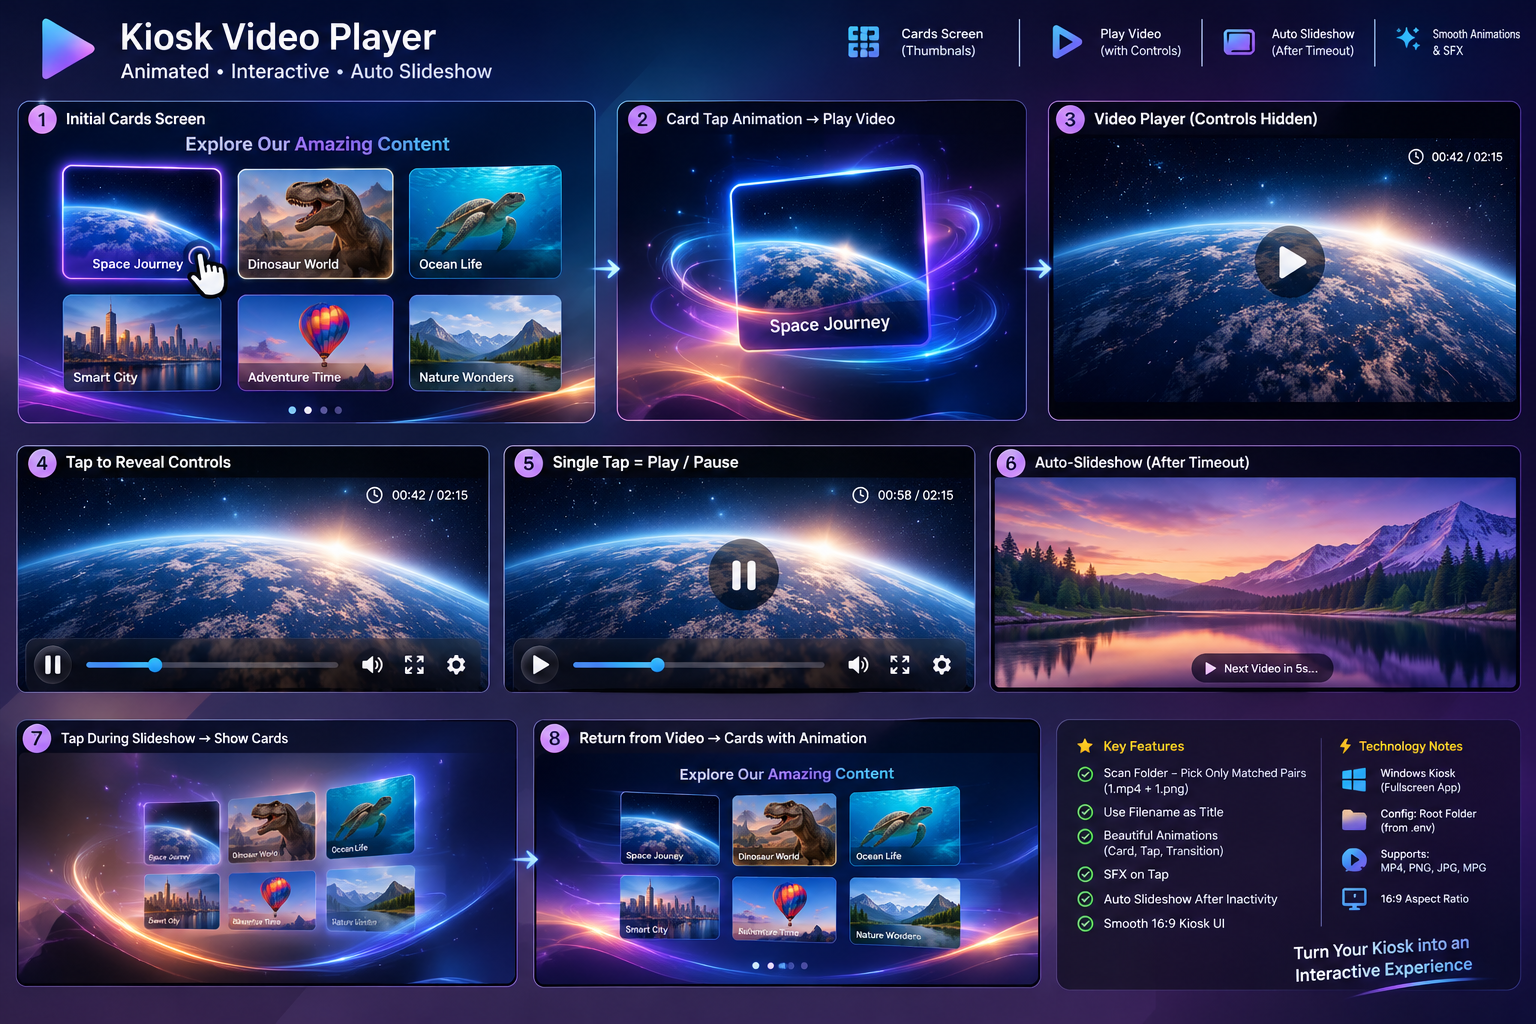 Kiosk Video Player
Animated • Interactive • Auto Slideshow
Cards Screen
(Thumbnails)
Play Video
(with Controls)
Auto Slideshow
(After Timeout)
Smooth Animations
& SFX
1
Initial Cards Screen
Explore Our Amazing Content
Space Journey
Dinosaur World
Ocean Life
Smart City
Adventure Time
Nature Wonders
2
Card Tap Animation → Play Video
Space Journey
3
Video Player (Controls Hidden)
00:42 / 02:15
4
Tap to Reveal Controls
00:42 / 02:15
5
Single Tap = Play / Pause
00:58 / 02:15
6
Auto-Slideshow (After Timeout)
Next Video in 5s...
7
Tap During Slideshow → Show Cards
Space Journey
Dinosaur World
Ocean Life
Smart City
Adventure Time
Nature
8
Return from Video → Cards with Animation
Explore Our Amazing Content
Space Jouney
Dinosaur World
Ocean Life
Smart City
Adventure Time
Nature Wonders
Key Features
Scan Folder – Pick Only Matched Pairs
(1.mp4 + 1.png)
Use Filename as Title
Beautiful Animations
(Card, Tap, Transition)
SFX on Tap
Auto Slideshow After Inactivity
Smooth 16:9 Kiosk UI
Technology Notes
Windows Kiosk
(Fullscreen App)
Config: Root Folder
(from .env)
Supports:
MP4, PNG, JPG, MPG
16:9 Aspect Ratio
Turn Your Kiosk into an
Interactive Experience